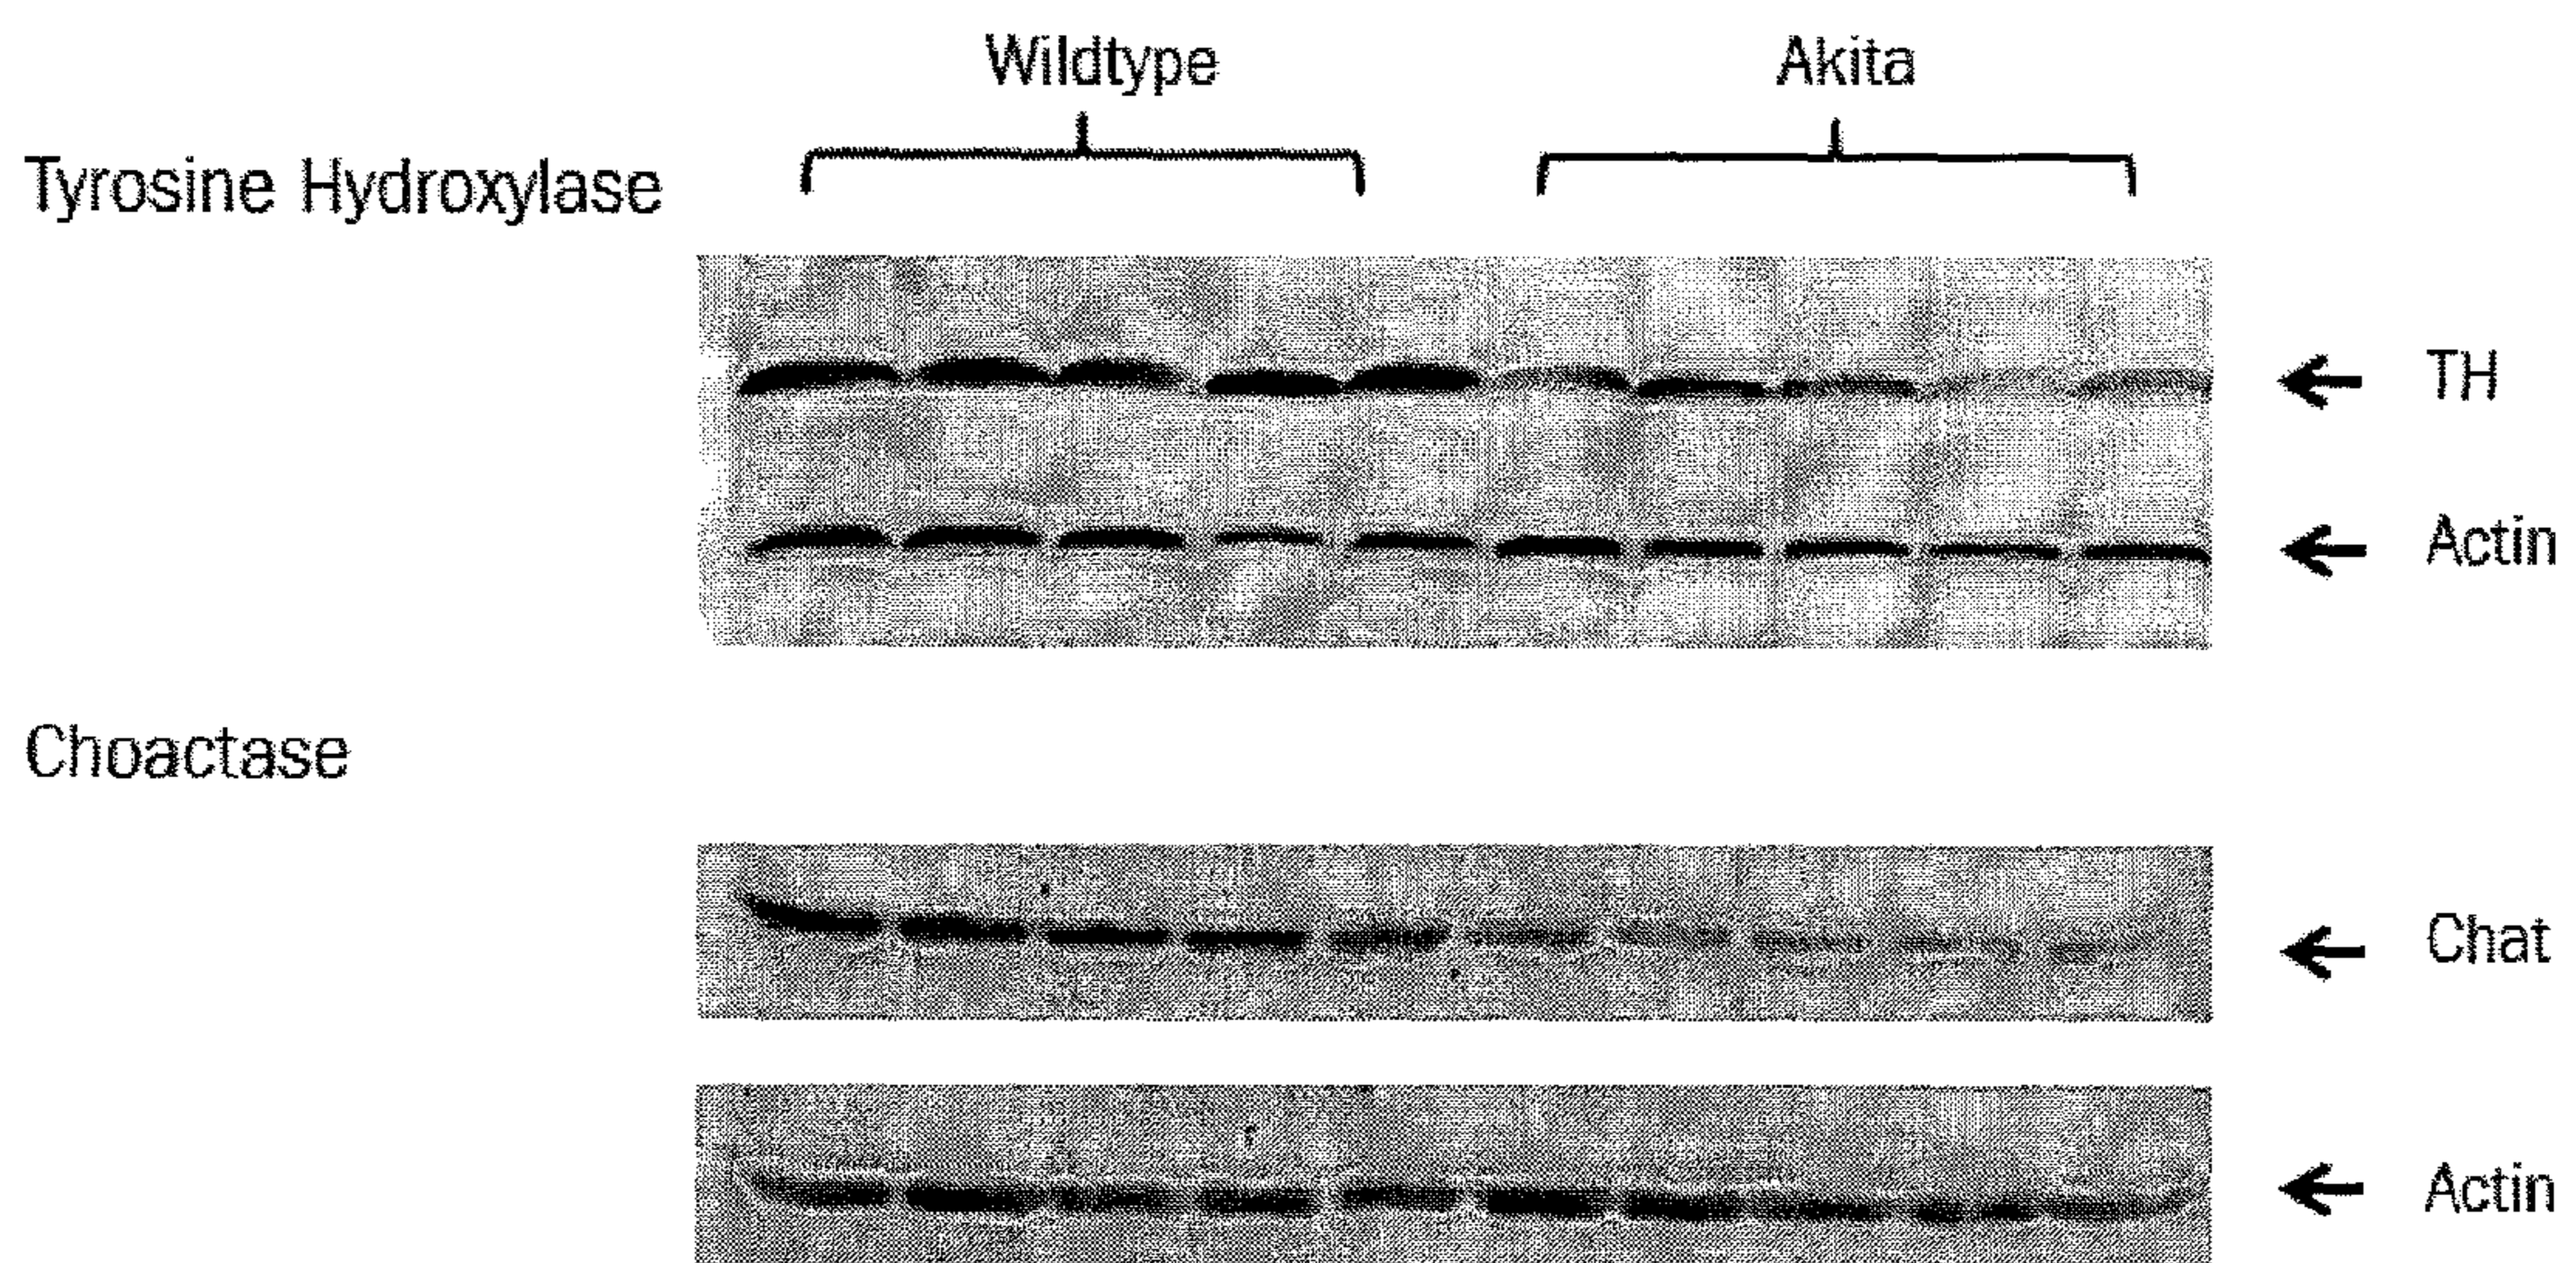 Wildtype
Akita
Tyrosine Hydroxylase
TH
Actin
Choactase
Chat
Actin